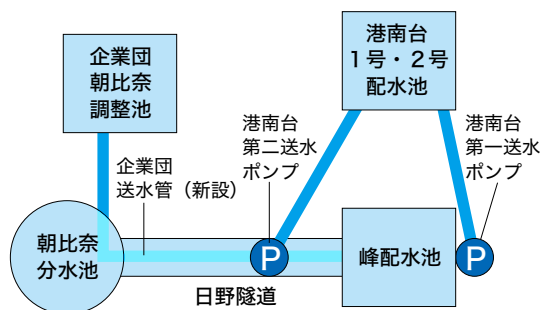 企業団
朝比奈
調整池
港南台
1号・2号
配水池
港南台
第二送水
ポンプ
港南台
第一送水
ポンプ
企業団
送水管（新設）
朝比奈
分水池
P
峰配水池
P
日野隧道